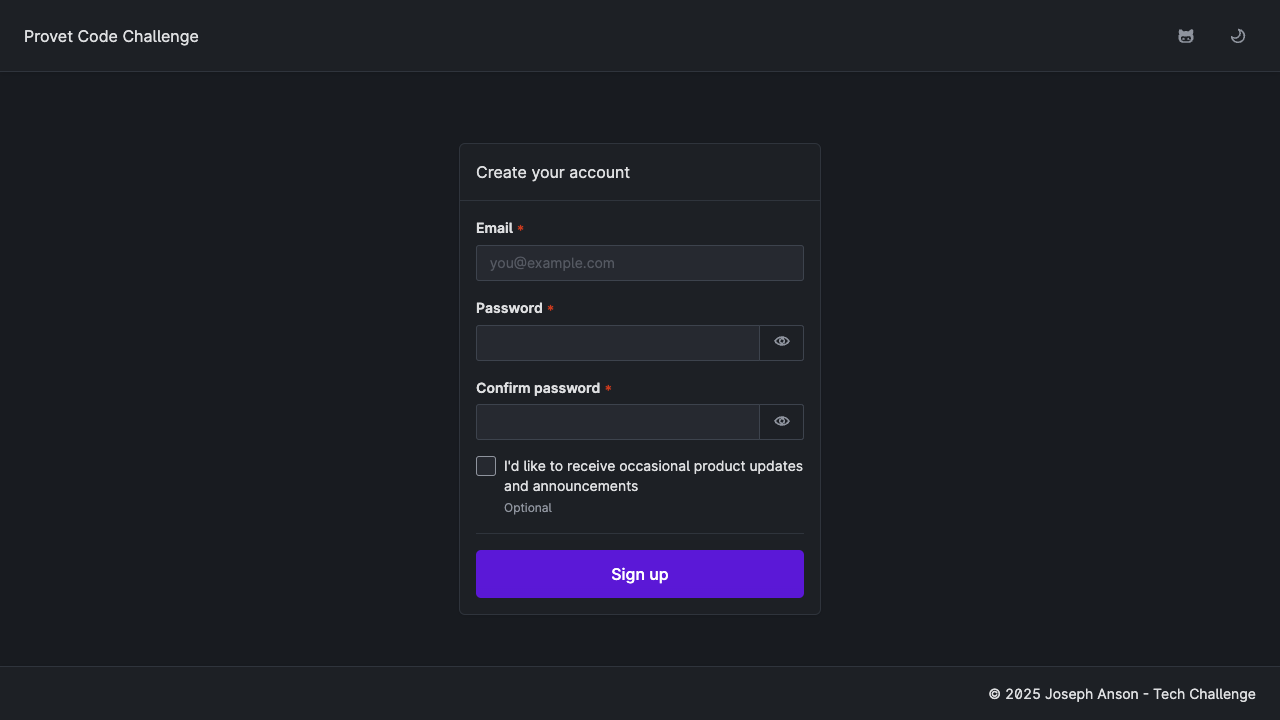 Provet Code Challenge
Create your account
Email *
you@example.com
Password *
Confirm password *
I'd like to receive occasional product updates
and announcements
Optional
Sign up
© 2025 Joseph Anson - Tech Challenge